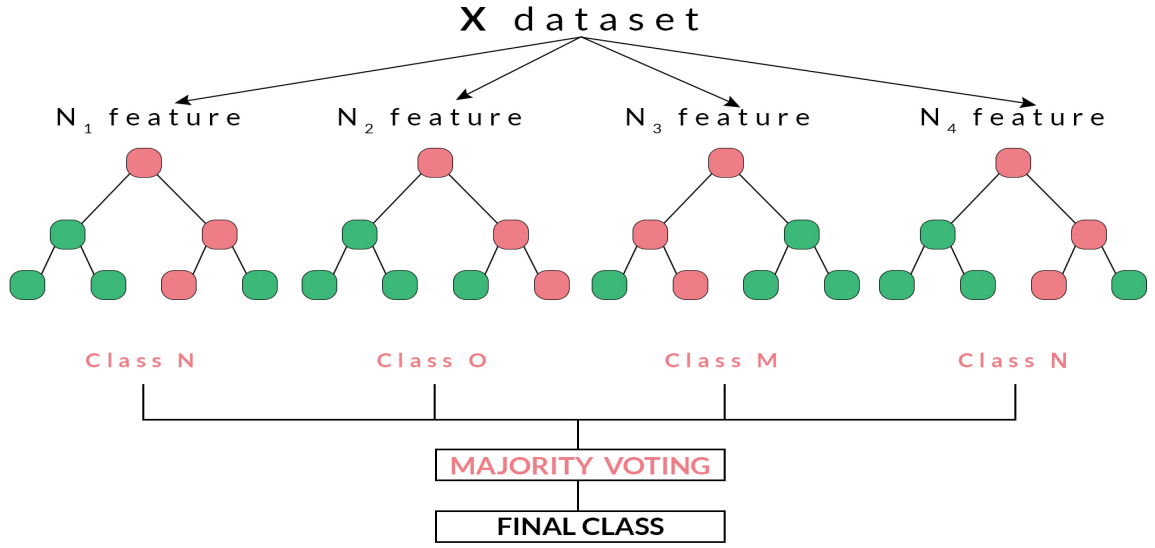 X dataset
N₁ feature
N₂ feature
N₃ feature
N₄ feature
Class N
Class O
Class M
Class N
MAJORITY VOTING
FINAL CLASS